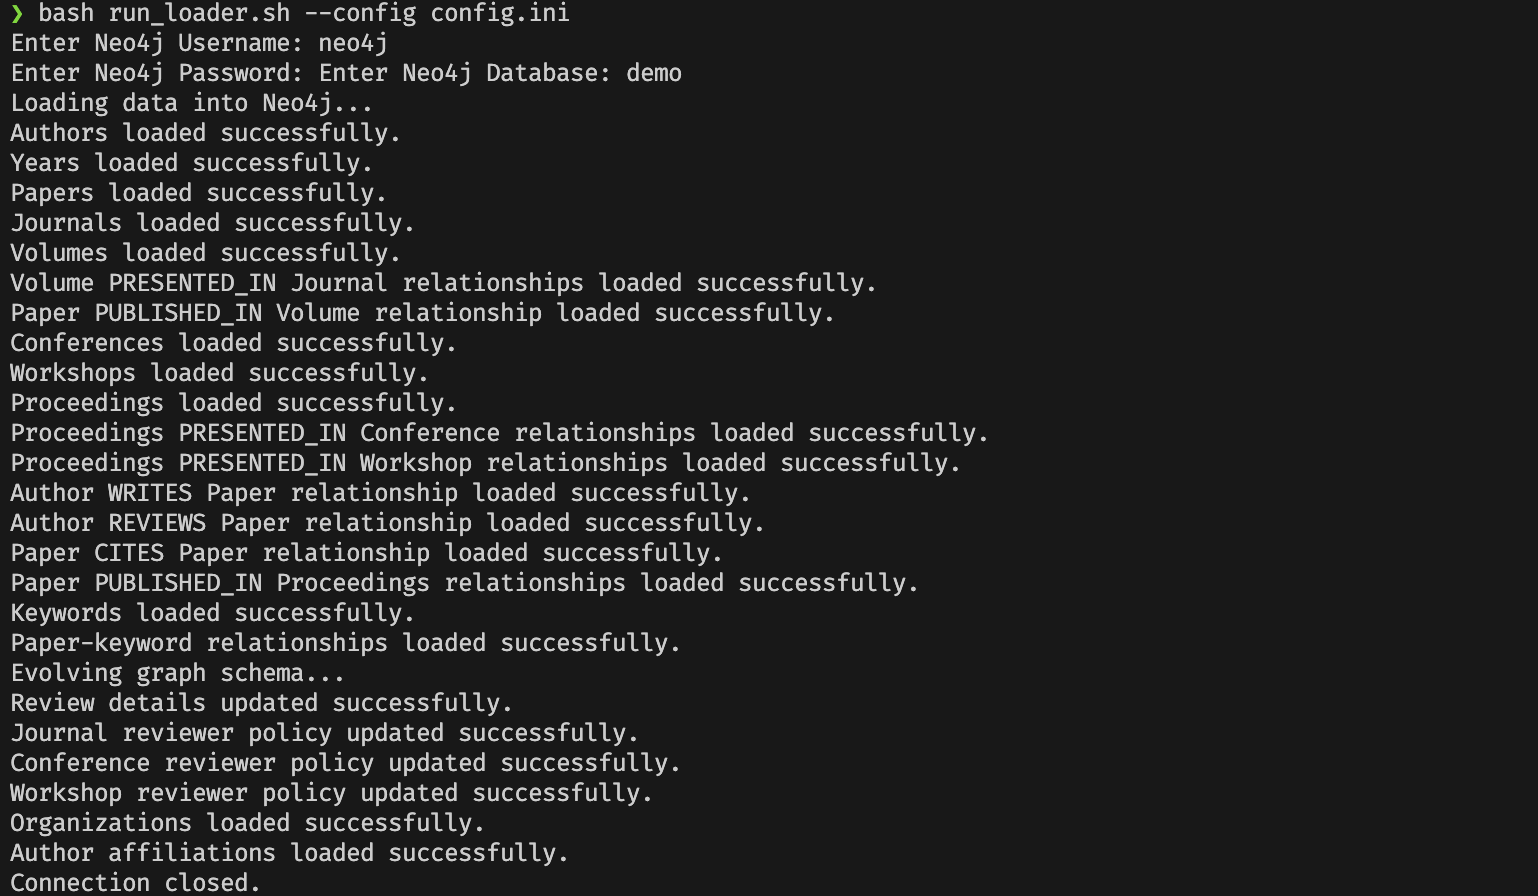 ❯ bash run_loader.sh --config config.ini
Enter Neo4j Username: neo4j
Enter Neo4j Password: Enter Neo4j Database: demo
Loading data into Neo4j...
Authors loaded successfully.
Years loaded successfully.
Papers loaded successfully.
Journals loaded successfully.
Volumes loaded successfully.
Volume PRESENTED_IN Journal relationships loaded successfully.
Paper PUBLISHED_IN Volume relationship loaded successfully.
Conferences loaded successfully.
Workshops loaded successfully.
Proceedings loaded successfully.
Proceedings PRESENTED_IN Conference relationships loaded successfully.
Proceedings PRESENTED_IN Workshop relationships loaded successfully.
Author WRITES Paper relationship loaded successfully.
Author REVIEWS Paper relationship loaded successfully.
Paper CITES Paper relationship loaded successfully.
Paper PUBLISHED_IN Proceedings relationships loaded successfully.
Keywords loaded successfully.
Paper-keyword relationships loaded successfully.
Evolving graph schema...
Review details updated successfully.
Journal reviewer policy updated successfully.
Conference reviewer policy updated successfully.
Workshop reviewer policy updated successfully.
Organizations loaded successfully.
Author affiliations loaded successfully.
Connection closed.